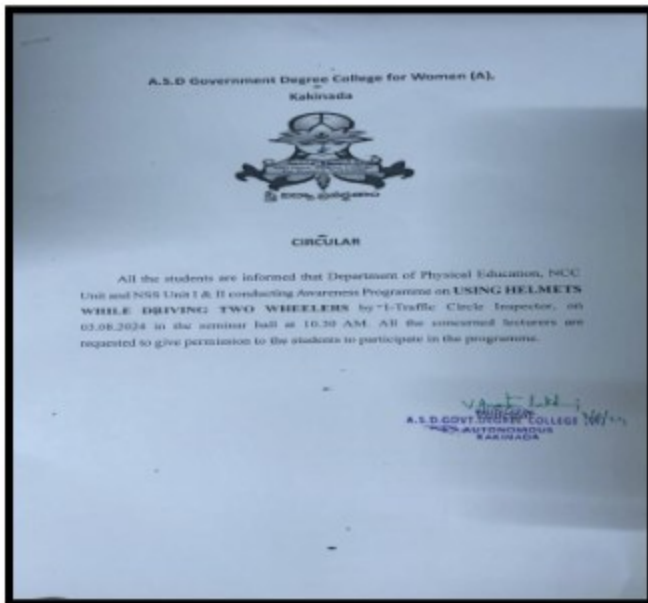 A.S.D Government Degree College for Women (A),
Kakinada
CIRCULAR
All the students are informed that Department of Physical Education, NCC
Unit and NSS Unit I & II conducting Awareness Programme on USING HELMETS
WHILE DRIVING TWO WHEELERS by I-Traffic Circle Inspector, on
03.08.2024 in the seminar hall at 10.30 AM. All the concerned lecturers are
requested to give permission to the students to participate in the programme.
A.S.D.GOVT.DEGREE COLLEGE
AUTONOMOUS
KAKINADA